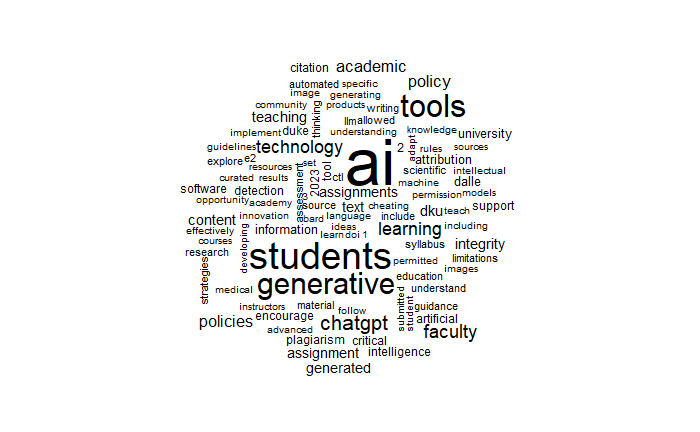 citation academic
automated specific policy
image generating
community products writing tools
teaching thinking llm allowed
implement duke understanding knowledge university
guidelines technology ai 2 adapt rules sources
explore e2 attribution
resources set tool scientific intellectual
curated results ctl machine dalle
software detection assessment 2023 assignments permission models
opportunity academy source text cheating teach support
content innovation bard language include dku
effectively information ideas learning including
courses learn doi 1
research developing syllabus integrity
students permitted limitations
images
strategies medical generative education understand
instructors material submitted student guidance
policies encourage follow artificial
advanced chatgpt faculty
plagiarism critical
assignment intelligence
generated